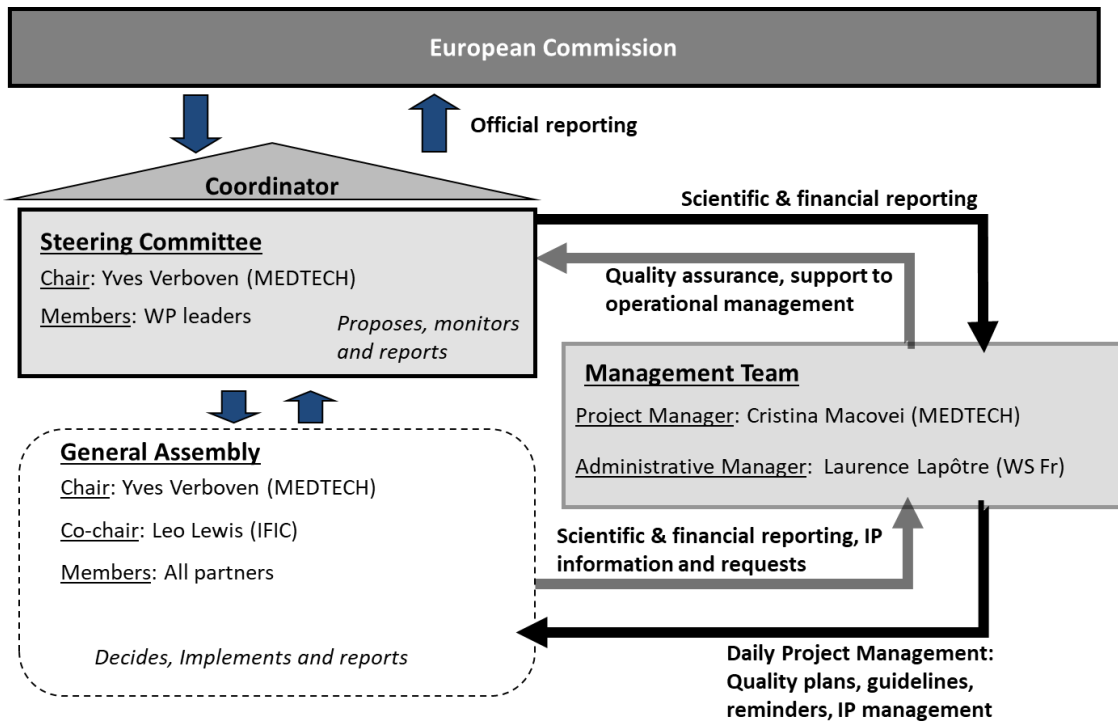 European Commission
Official reporting
Coordinator
Scientific & financial reporting
Steering Committee
Chair: Yves Verboven (MEDTECH)
Members: WP leaders
Proposes, monitors
and reports
Quality assurance, support to
operational management
Management Team
Project Manager: Cristina Macovei (MEDTECH)
Administrative Manager: Laurence Lapôtre (WS Fr)
General Assembly
Chair: Yves Verboven (MEDTECH)
Co-chair: Leo Lewis (IFIC)
Members: All partners
Decides, Implements and reports
Scientific & financial reporting, IP
information and requests
Daily Project Management:
Quality plans, guidelines,
reminders, IP management